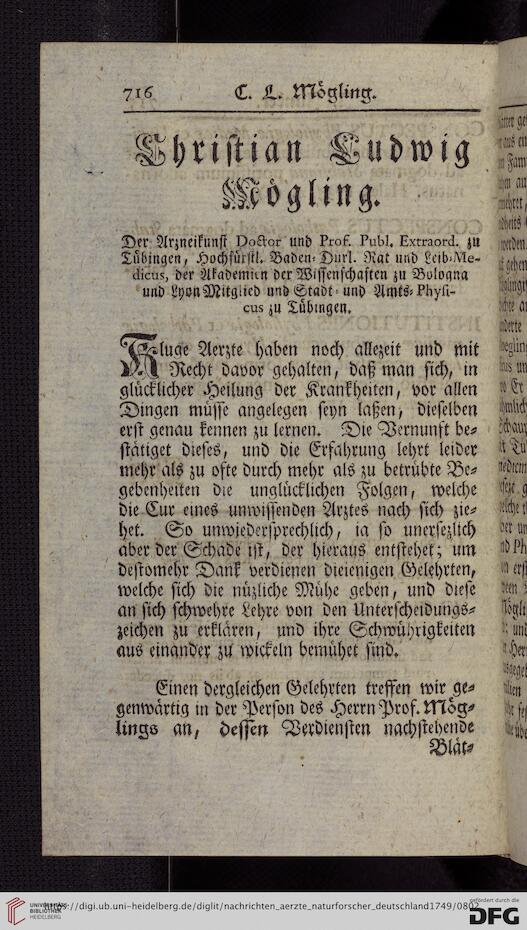 716 C. L. Mögling.
Christian Ludwig
Mögling.
Der Arzneikunst Doctor und Prof. Publ. Extraord. zu
Tübingen, Hochfürstl. Baden-Durl. Rat und Leib-Me-
dicus, der Akademien der Wissenschaften zu Bologna
und Lyon Mitglied und Stadt- und Amts-Physi-
cus zu Tübingen.
Kluge Aerzte haben noch allezeit und mit
Recht davor gehalten, daß man sich, in
glücklicher Heilung der Krankheiten, vor allen
Dingen müsse angelegen seyn laßen, dieselben
erst genau kennen zu lernen. Die Vernunft be-
stätiget dieses, und die Erfahrung lehrt leider
mehr als zu ofte durch mehr als zu betrübte Be-
gebenheiten die unglücklichen Folgen, welche
die Cur eines unwissenden Arztes nach sich zie-
het. So unwiedersprechlich, ia so unersezlich
aber der Schade ist, der hieraus entstehet; um
destomehr Dank verdienen dieienigen Gelehrten,
welche sich die nüzliche Mühe geben, und diese
an sich schwehre Lehre von den Unterscheidungs-
zeichen zu erklären, und ihre Schwührigkeiten
aus einander zu wickeln bemühet sind.
Einen dergleichen Gelehrten treffen wir ge-
genwärtig in der Person des Herrn Prof. Mög-
lings an, dessen Verdiensten nachstehende
Blät-
UNIVERSITÄTS-
BIBLIOTHEK
HEIDELBERG
https://digi.ub.uni-heidelberg.de/diglit/nachrichten_aerzte_naturforscher_deutschland1749/0802
gefördert durch die
DFG